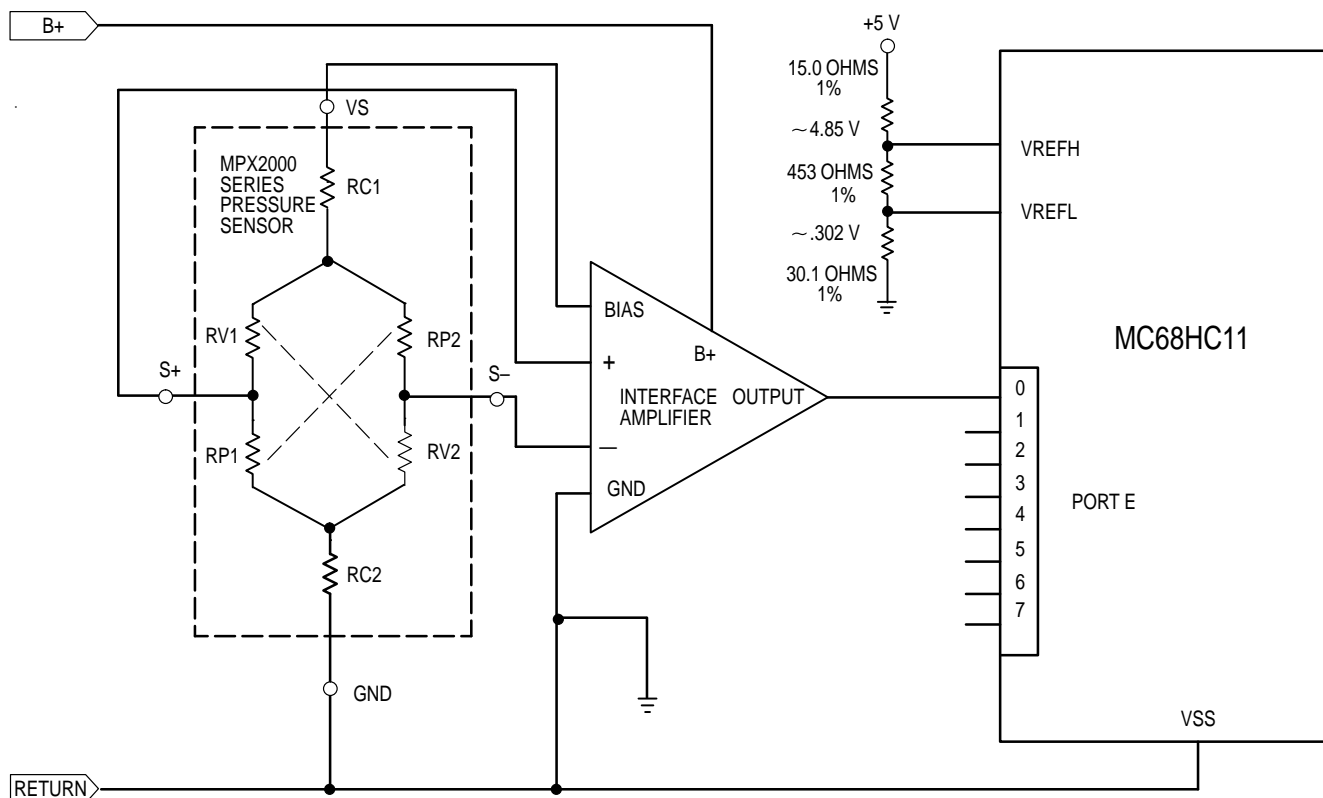 B+
+5 V
15.0 OHMS
1%
∼4.85 V
453 OHMS
1%
∼.302 V
30.1 OHMS
1%
VREFH
VREFL
MC68HC11
VS
MPX2000
SERIES
PRESSURE
SENSOR
RC1
RV1
RP2
S+
S–
RP1
RV2
RC2
GND
BIAS
B+
+
INTERFACE
AMPLIFIER
OUTPUT
—
GND
0
1
2
3
4
5
6
7
PORT E
VSS
RETURN